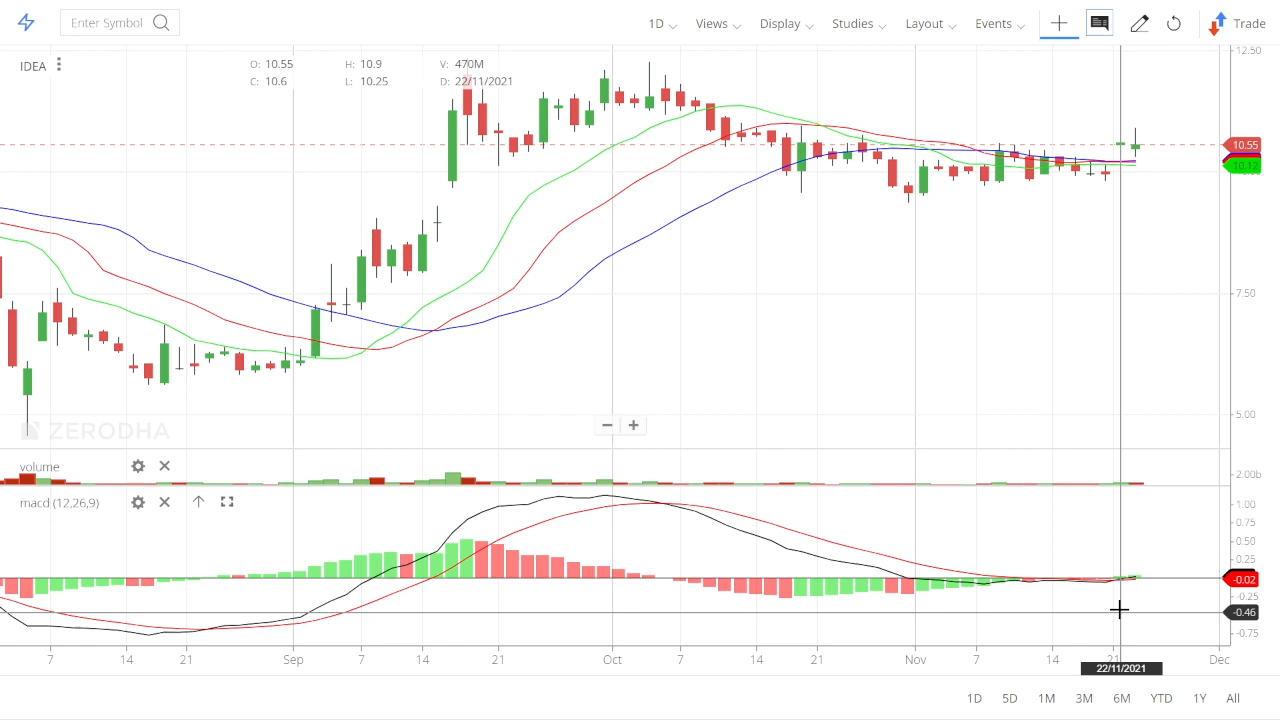 Enter Symbol
1D Views Display Studies Layout Events Trade
IDEA O: 10.55 H: 10.9 V: 470M
C: 10.6 L: 10.25 D: 22/11/2021
12.50
10.55
10.12
7.50
5.00
ZERODHA
− +
volume
2.00b
macd (12,26,9)
1.00
0.75
0.50
0.25
-0.02
-0.25
-0.46
-0.75
7 14 21 Sep 7 14 21 Oct 7 14 21 Nov 7 14 21 Dec
22/11/2021
1D 5D 1M 3M 6M YTD 1Y All